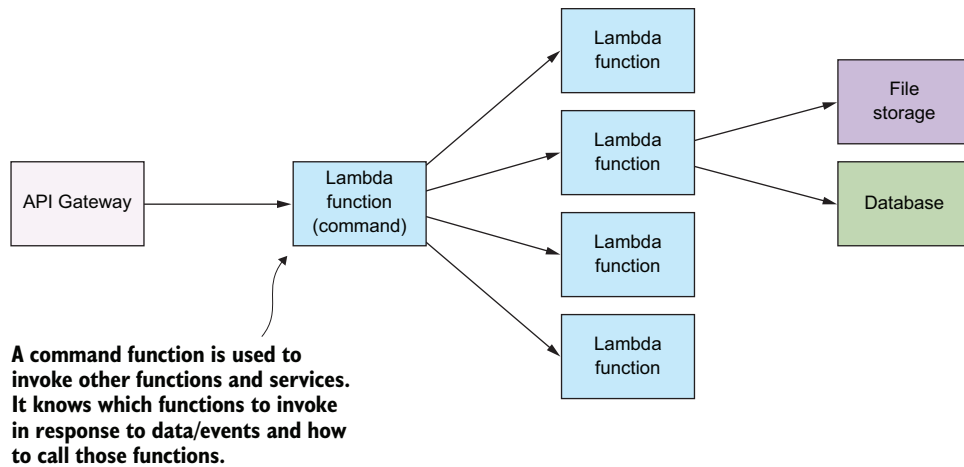 Lambda
function
Lambda
function
File
storage
API Gateway
Lambda
function
(command)
Database
Lambda
function
Lambda
function
A command function is used to
invoke other functions and services.
It knows which functions to invoke
in response to data/events and how
to call those functions.